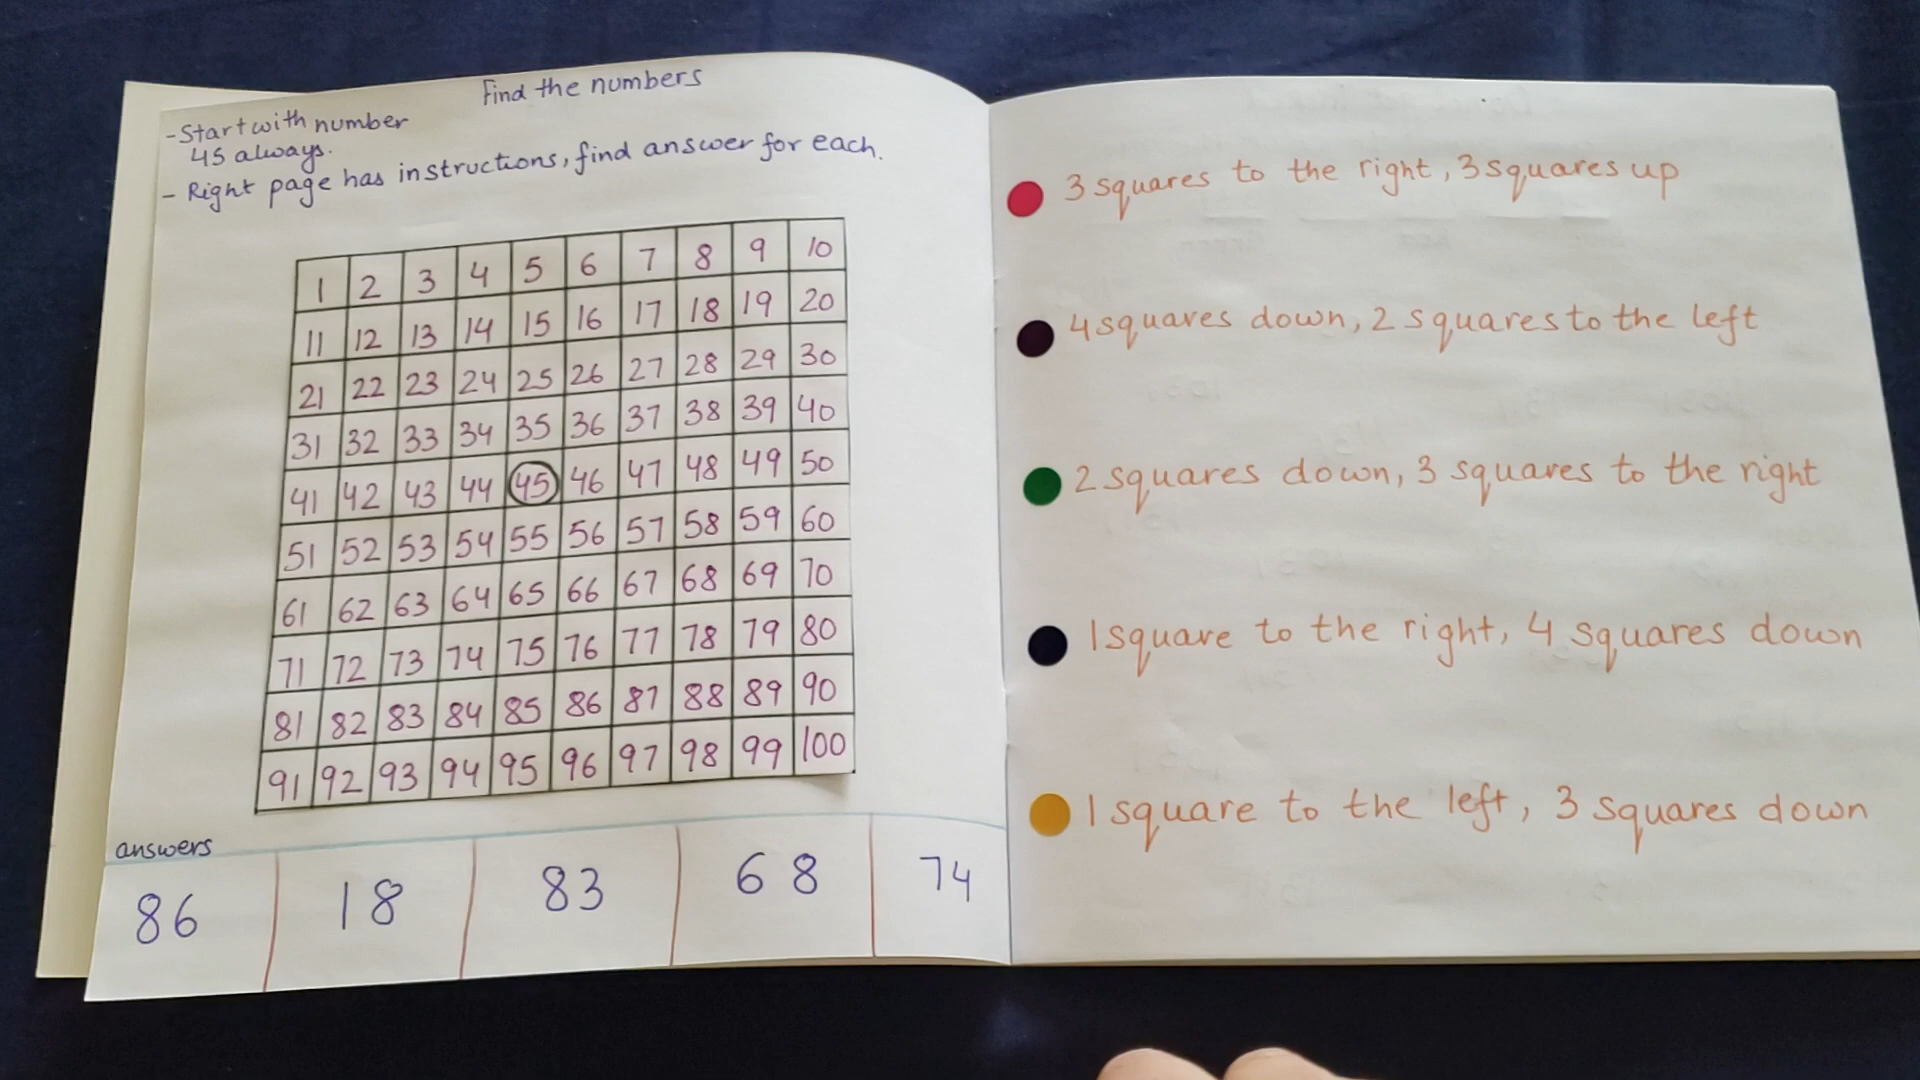 Find the numbers
- Start with number
45 always.
- Right page has instructions, find answer for each.
1 2 3 4 5 6 7 8 9 10
11 12 13 14 15 16 17 18 19 20
21 22 23 24 25 26 27 28 29 30
31 32 33 34 35 36 37 38 39 40
41 42 43 44 45 46 47 48 49 50
51 52 53 54 55 56 57 58 59 60
61 62 63 64 65 66 67 68 69 70
71 72 73 74 75 76 77 78 79 80
81 82 83 84 85 86 87 88 89 90
91 92 93 94 95 96 97 98 99 100
answers
86 18 83 68 74
3 squares to the right, 3 squares up
4 squares down, 2 squares to the left
2 squares down, 3 squares to the right
1 square to the right, 4 squares down
1 square to the left, 3 squares down